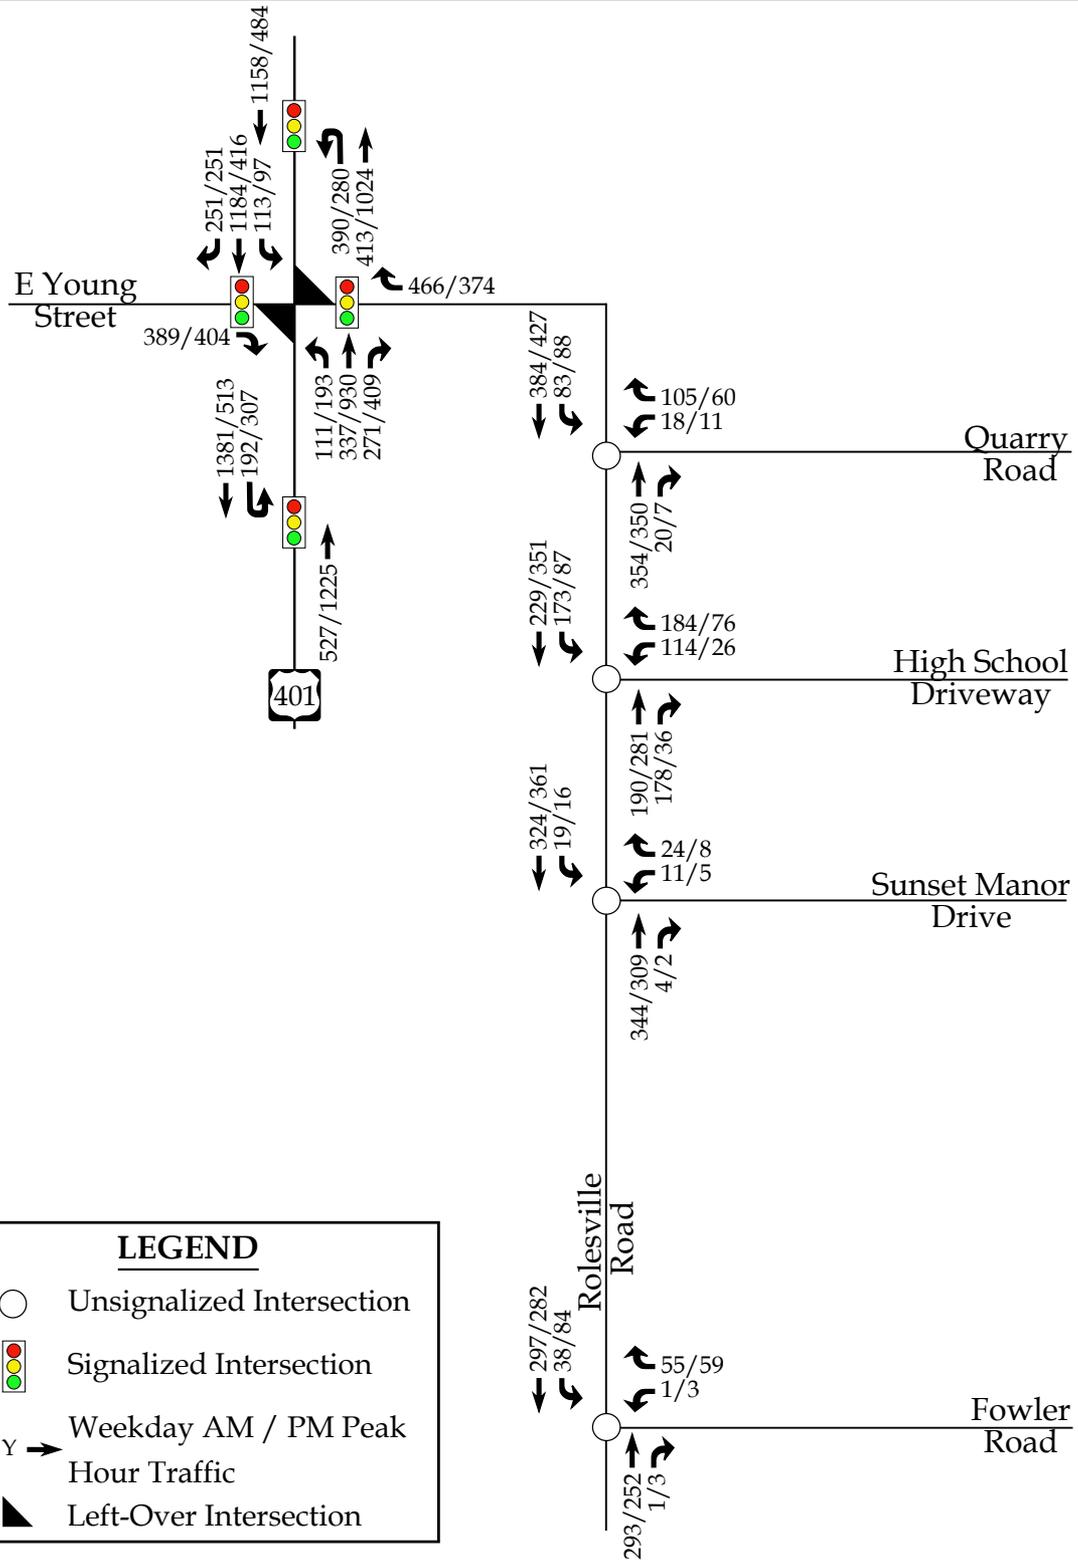 1158/484
251/251
1184/416
113/97
390/280
413/1024
E Young
Street
466/374
389/404
111/193
337/930
271/409
1381/513
192/307
527/1225
401
384/427
83/88
105/60
18/11
Quarry
Road
354/350
20/7
229/351
173/87
184/76
114/26
High School
Driveway
190/281
178/36
324/361
19/16
24/8
11/5
Sunset Manor
Drive
344/309
4/2
Rolesville
Road
297/282
38/84
55/59
1/3
Fowler
Road
293/252
1/3
LEGEND
Unsignalized Intersection
Signalized Intersection
Y
Weekday AM / PM Peak
Hour Traffic
Left-Over Intersection